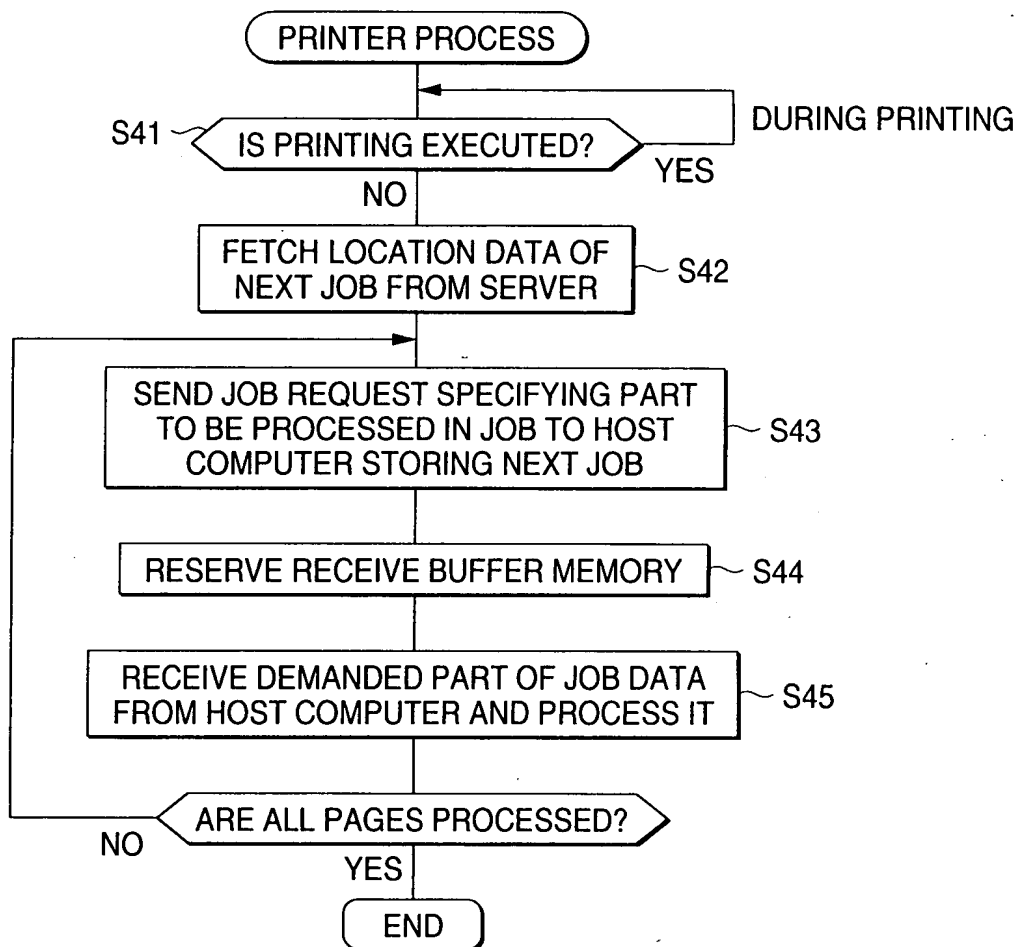 PRINTER PROCESS
DURING PRINTING
S41
IS PRINTING EXECUTED?
YES
NO
FETCH LOCATION DATA OF
NEXT JOB FROM SERVER
S42
SEND JOB REQUEST SPECIFYING PART
TO BE PROCESSED IN JOB TO HOST
COMPUTER STORING NEXT JOB
S43
RESERVE RECEIVE BUFFER MEMORY
S44
RECEIVE DEMANDED PART OF JOB DATA
FROM HOST COMPUTER AND PROCESS IT
S45
ARE ALL PAGES PROCESSED?
NO
YES
END